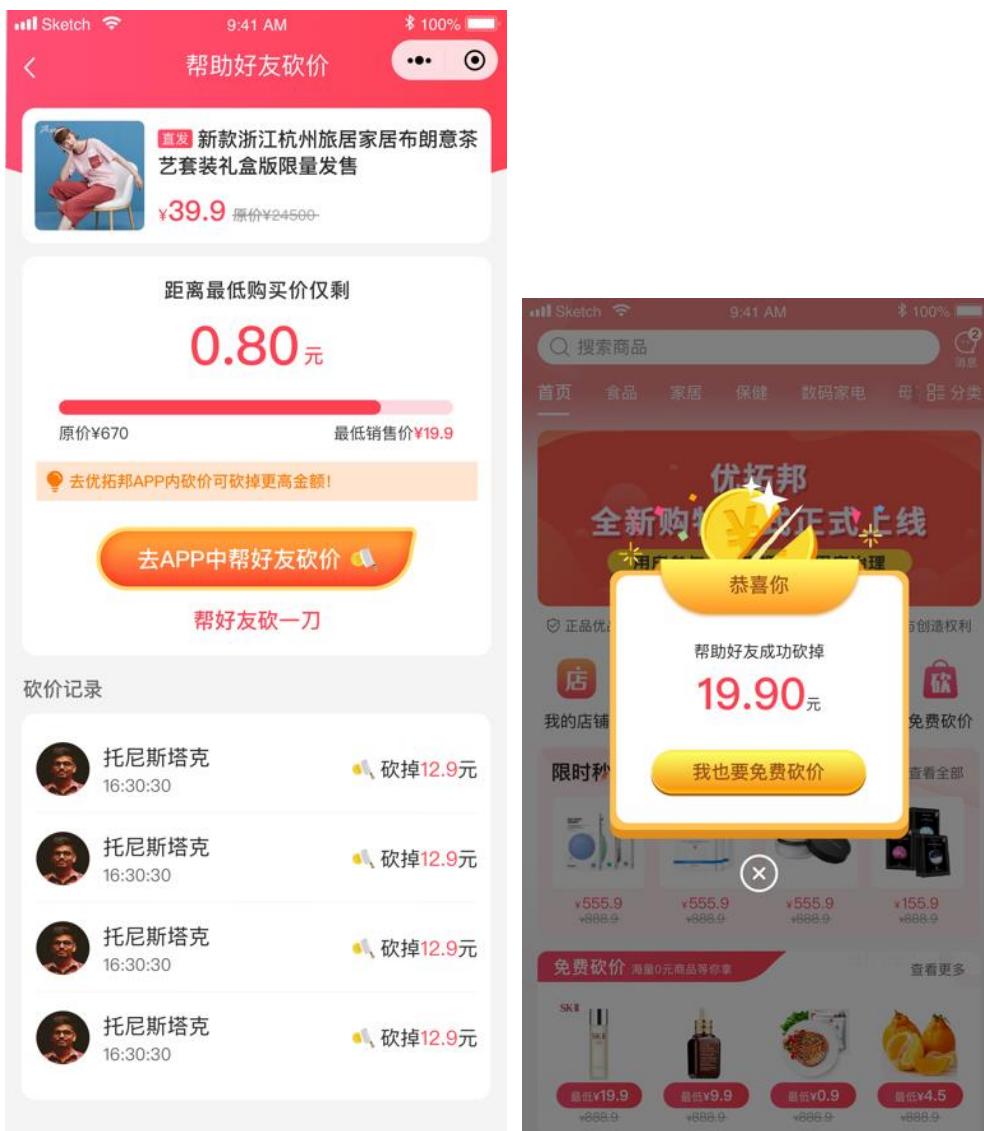 Sketch 9:41 AM 100%
帮助好友砍价
直发 新款浙江杭州旅居家居布朗意茶
艺套装礼盒版限量发售
¥39.9 原价¥24500
距离最低购买价仅剩
0.80元
原价¥670 最低销售价¥19.9
去优拓邦APP内砍价可砍掉更高金额!
去APP中帮好友砍价
帮好友砍一刀
砍价记录
托尼斯塔克 砍掉12.9元
16:30:30
托尼斯塔克 砍掉12.9元
16:30:30
托尼斯塔克 砍掉12.9元
16:30:30
托尼斯塔克 砍掉12.9元
16:30:30
Sketch 9:41 AM 100%
搜索商品 2 消息
首页 食品 家居 保健 数码家电 母 分类
优拓邦
全新购 正式上线
恭喜你
正品优 创造权利
帮助好友成功砍掉
19.90元
店 砍
我的店铺 免费砍价
我也要免费砍价
限时秒 查看全部
¥555.9 ¥555.9 ¥555.9 ¥155.9
¥888.9 ¥888.9 ¥888.9 ¥888.9
免费砍价 海量0元商品等你拿 查看更多
SKII
最低¥19.9 最低¥9.9 最低¥0.9 最低¥4.5
¥888.9 ¥888.9 ¥888.9 ¥888.9